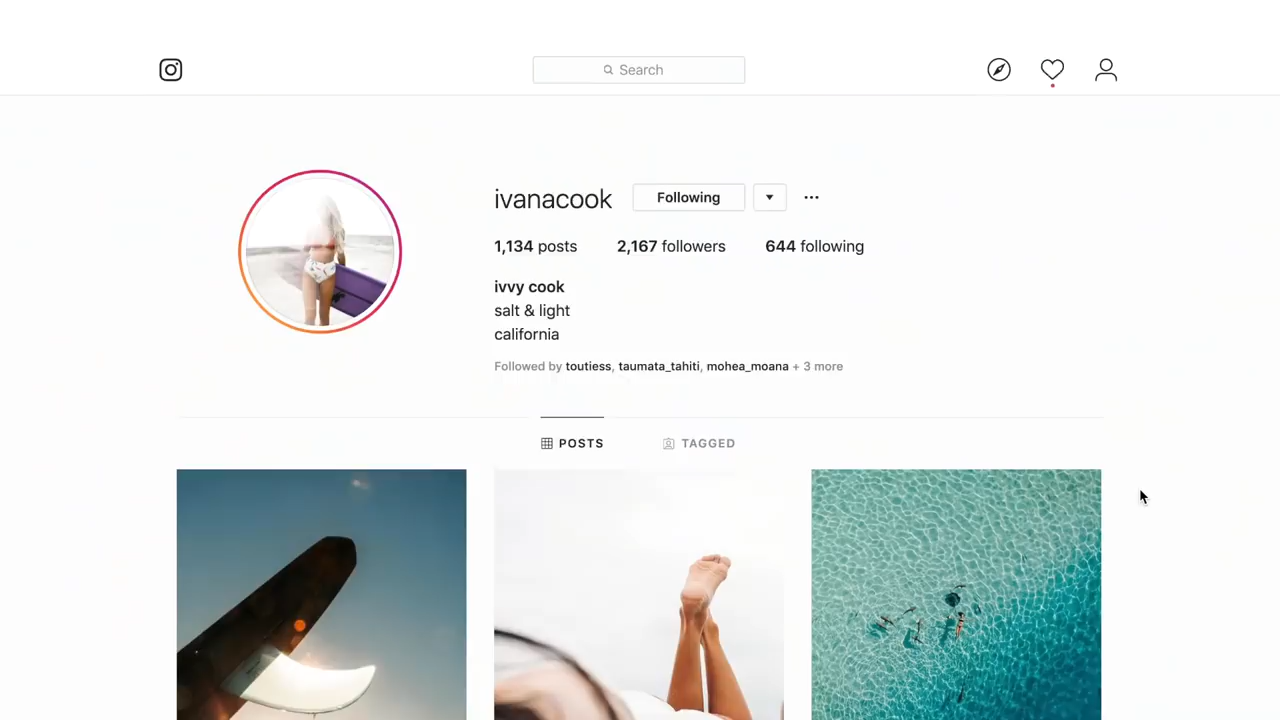 Search
ivanacook Following
1,134 posts 2,167 followers 644 following
ivvy cook
salt & light
california
Followed by toutiess, taumata_tahiti, mohea_moana + 3 more
POSTS TAGGED